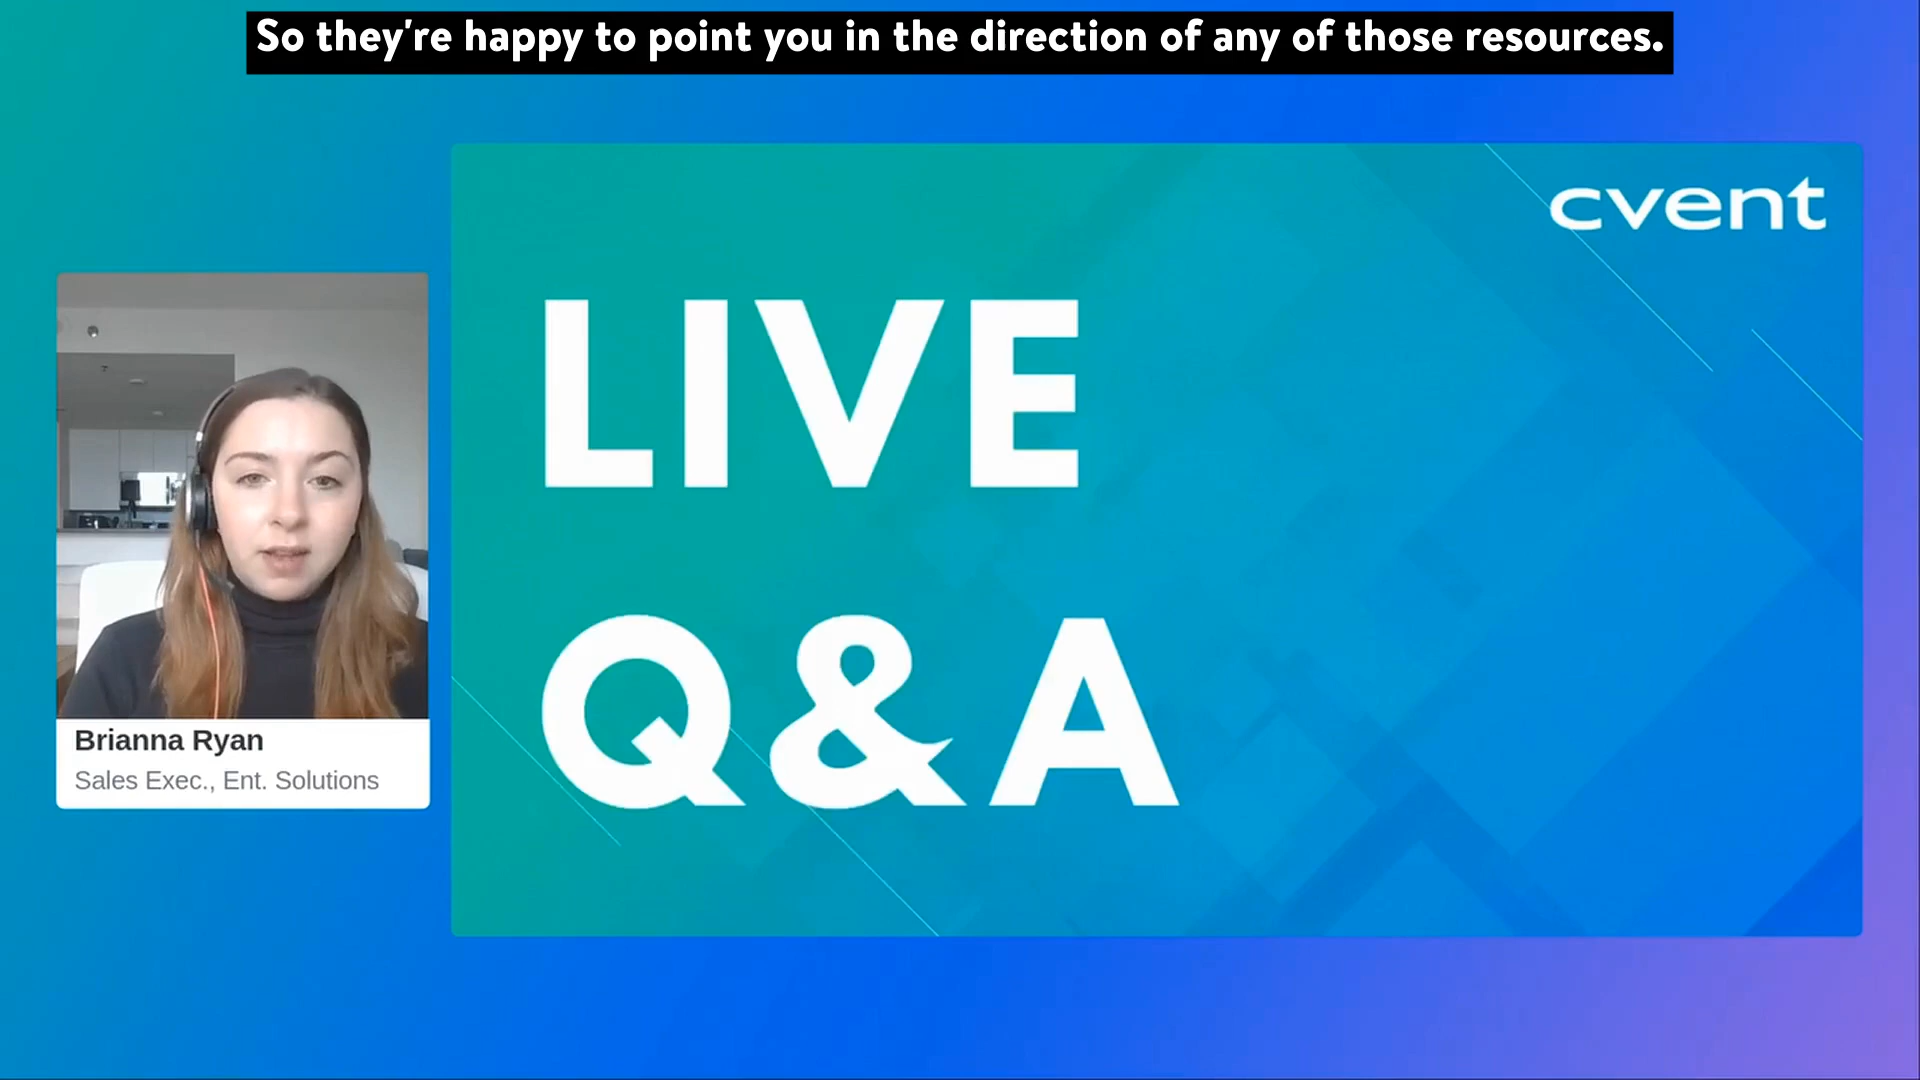 So they're happy to point you in the direction of any of those resources.
cvent
LIVE
Q&A
Brianna Ryan
Sales Exec., Ent. Solutions